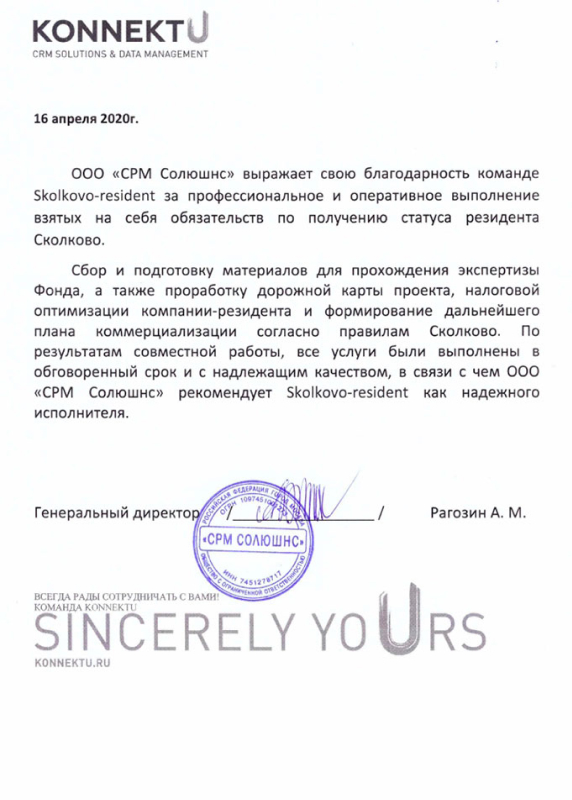 KONNEKTU
CRM SOLUTIONS & DATA MANAGEMENT
16 апреля 2020г.
ООО «СРМ Солюшнс» выражает свою благодарность команде
Skolkovo-resident за профессиональное и оперативное выполнение
взятых на себя обязательств по получению статуса резидента
Сколково.
Сбор и подготовку материалов для прохождения экспертизы
Фонда, а также проработку дорожной карты проекта, налоговой
оптимизации компании-резидента и формирование дальнейшего
плана коммерциализации согласно правилам Сколково. По
результатам совместной работы, все услуги были выполнены в
обговоренный срок и с надлежащим качеством, в связи с чем ООО
«СРМ Солюшнс» рекомендует Skolkovo-resident как надежного
исполнителя.
Генеральный директор /_________________ / Рагозин А. М.
РОССИЙСКАЯ ФЕДЕРАЦИЯ ГОРОД МОСКВА
ОГРН
«СРМ СОЛЮШНС»
ИНН 7451278717
ОБЩЕСТВО С ОГРАНИЧЕННОЙ ОТВЕТСТВЕННОСТЬЮ
ВСЕГДА РАДЫ СОТРУДНИЧАТЬ С ВАМИ!
КОМАНДА KONNEKTU
SINCERELY YOURS
KONNEKTU.RU